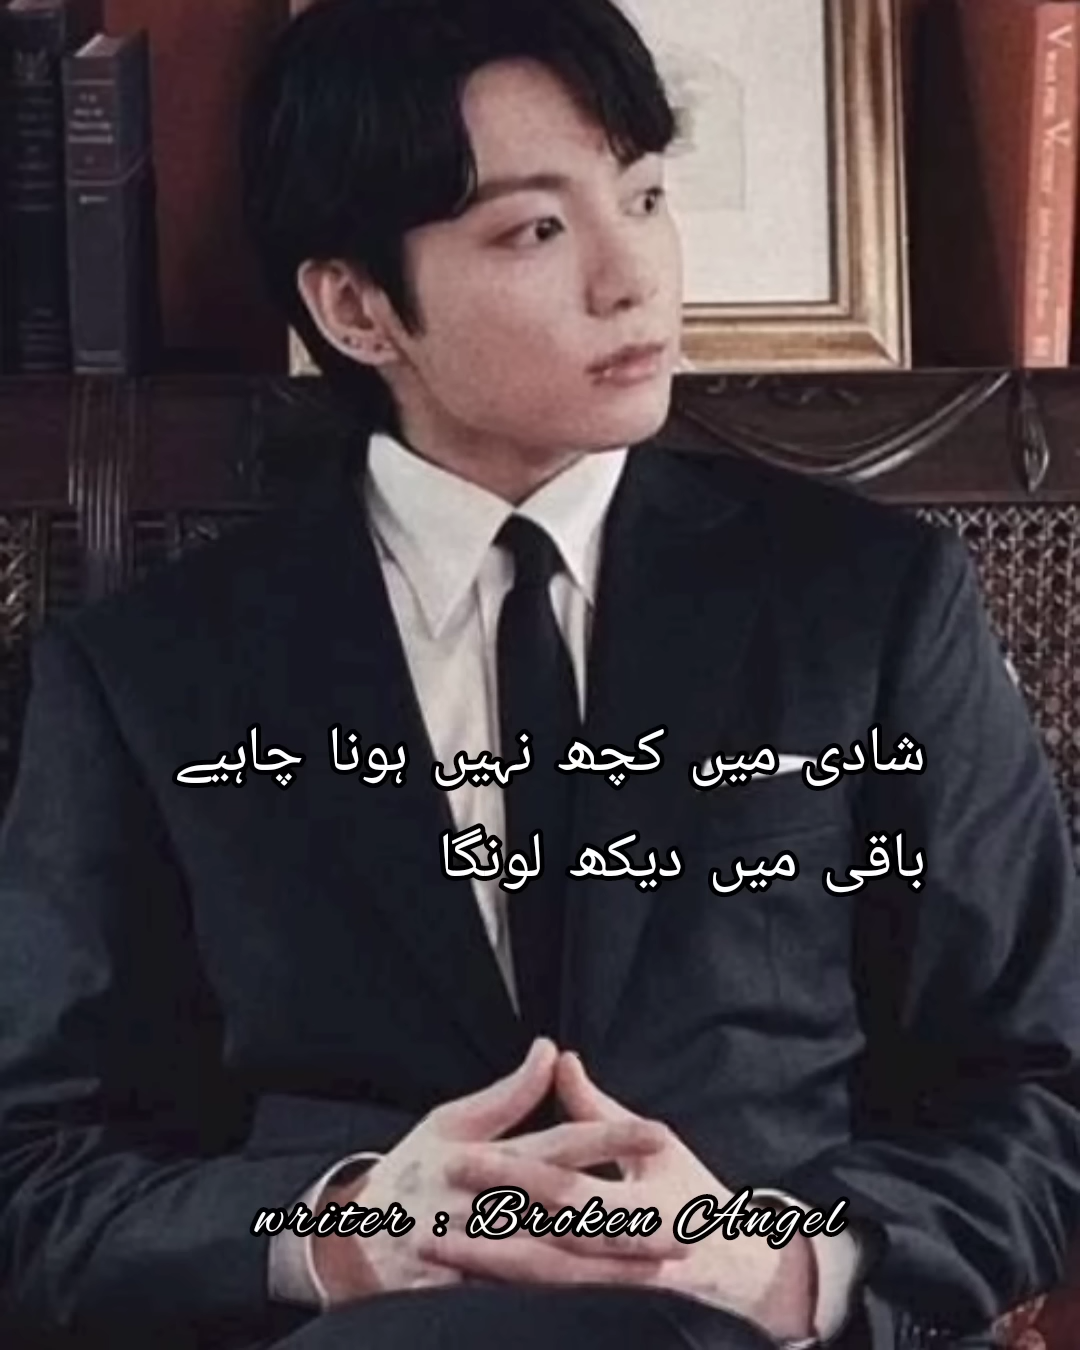 شادی میں کچھ نہیں ہونا چاہیے
باقی میں دیکھ لونگا
writer : Broken Angel